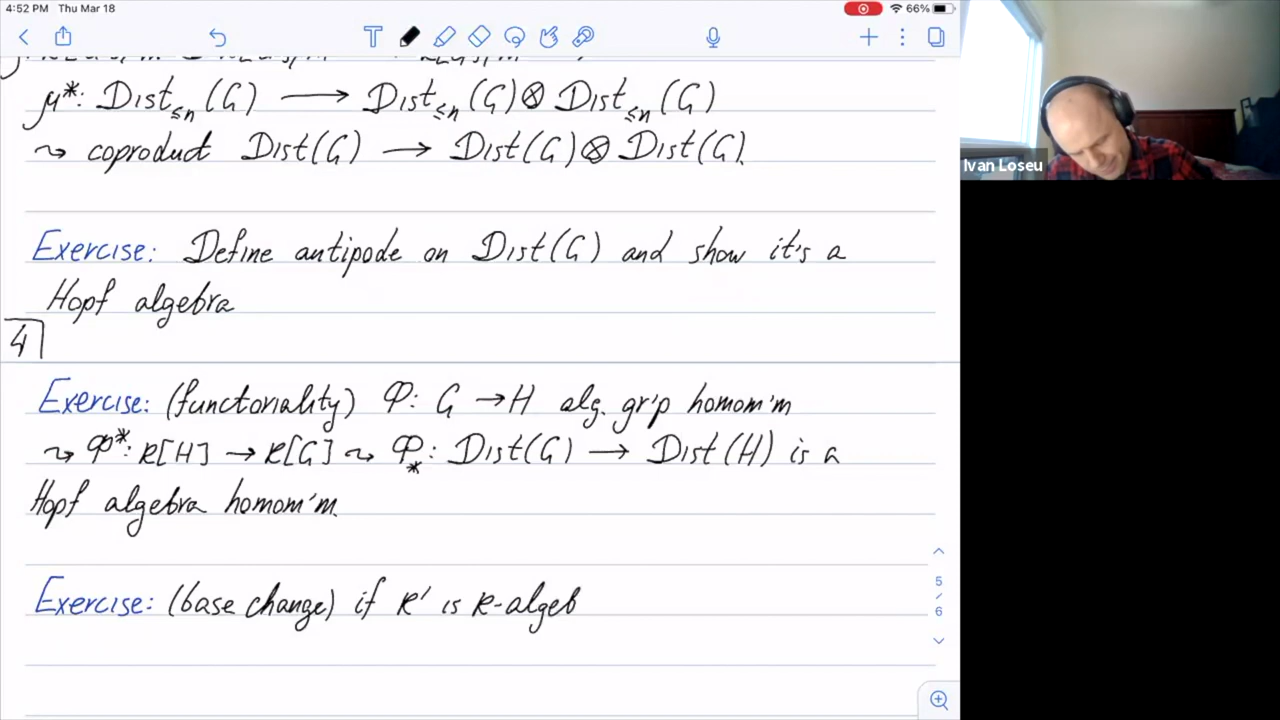 4:52 PM Thu Mar 18
66%
μ*: Dist≤n(G) → Dist≤n(G) ⊗ Dist≤n(G)
⇝ coproduct Dist(G) → Dist(G) ⊗ Dist(G).
Exercise: Define antipode on Dist(G) and show it's a
Hopf algebra
4
Exercise: (functoriality) Φ: G → H alg. gr'p homom'm
⇝ Φ*: R[H] → R[G] ⇝ Φ_*: Dist(G) → Dist(H) is a
Hopf algebra homom'm.
Exercise: (base change) if R' is R-algeb
5
/
6
Ivan Loseu